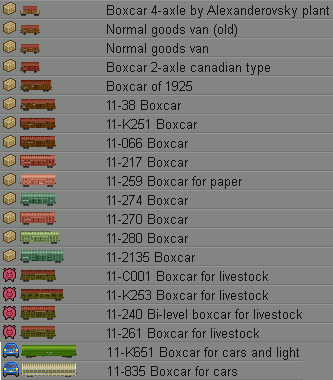 Boxcar 4-axle by Alexanderovsky plant
Normal goods van (old)
Normal goods van
Boxcar 2-axle canadian type
Boxcar of 1925
11-38 Boxcar
11-K251 Boxcar
11-066 Boxcar
11-217 Boxcar
11-259 Boxcar for paper
11-274 Boxcar
11-270 Boxcar
11-280 Boxcar
11-2135 Boxcar
11-C001 Boxcar for livestock
11-K253 Boxcar for livestock
11-240 Bi-level boxcar for livestock
11-261 Boxcar for livestock
11-K651 Boxcar for cars and light
11-835 Boxcar for cars